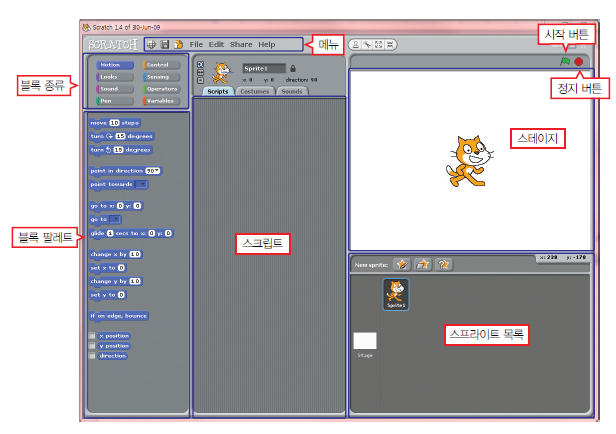 Scratch 1.4 of 30-Jun-09
시작 버튼
SCRATCH File Edit Share Help
메뉴
블록 종류
Motion Control
Looks Sensing
Sound Operators
Pen Variables
Sprite1
x: 0 y: 0 direction: 90
Scripts Costumes Sounds
정지 버튼
스테이지
move 10 steps
turn 15 degrees
turn 15 degrees
point in direction 90
point towards
go to x: 0 y: 0
go to
glide 1 secs to x: 0 y: 0
change x by 10
set x to 0
change y by 10
set y to 0
if on edge, bounce
x position
y position
direction
블록 팔레트
스크립트
New sprite:
x: 238 y: -178
Sprite1
Stage
스프라이트 목록